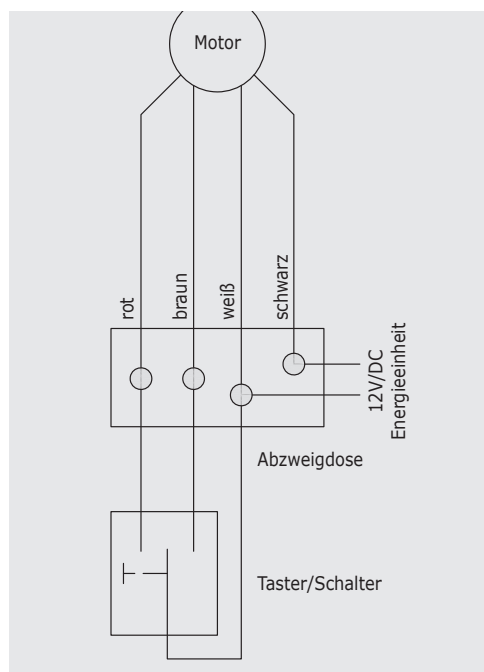 Motor
rot
braun
weiß
schwarz
12V/DC
Energieeinheit
Abzweigdose
Taster/Schalter